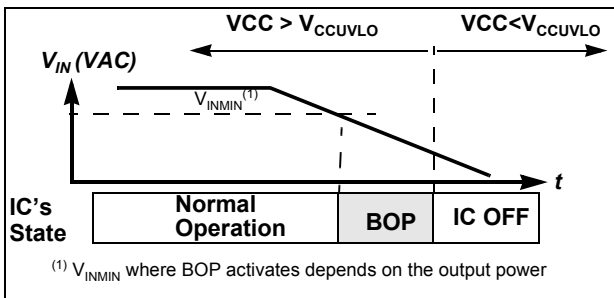 VCC > VCCUVLO
VCC<VCCUVLO
VIN (VAC)
VINMIN(1)
t
IC's State
Normal Operation
BOP
IC OFF
(1) VINMIN where BOP activates depends on the output power